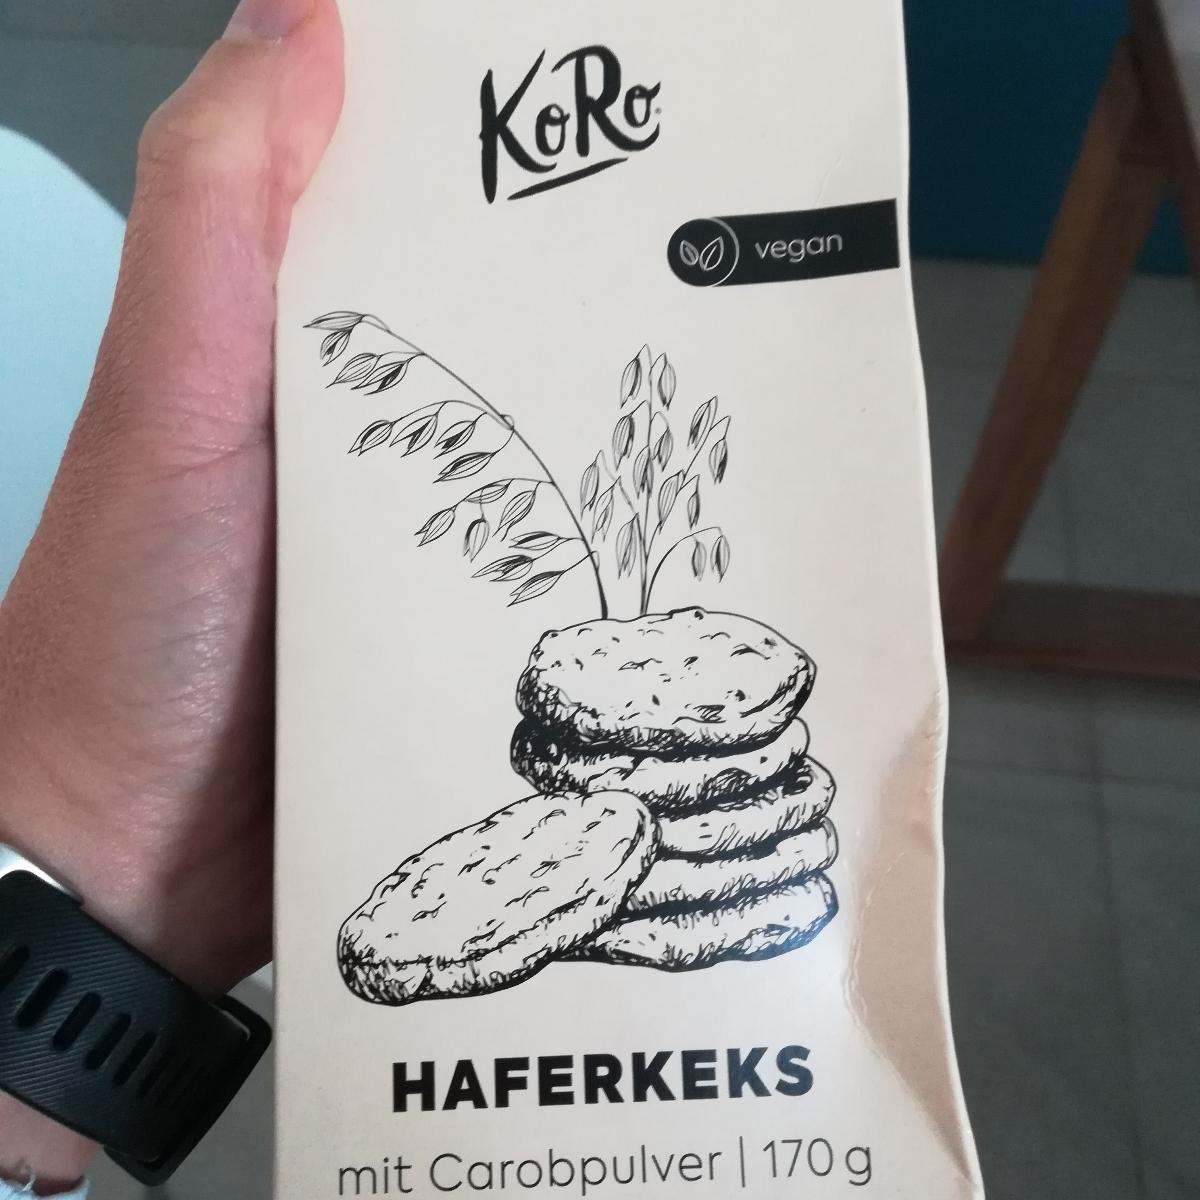 KoRo
vegan
HAFERKEKS
mit Carobpulver | 170 g